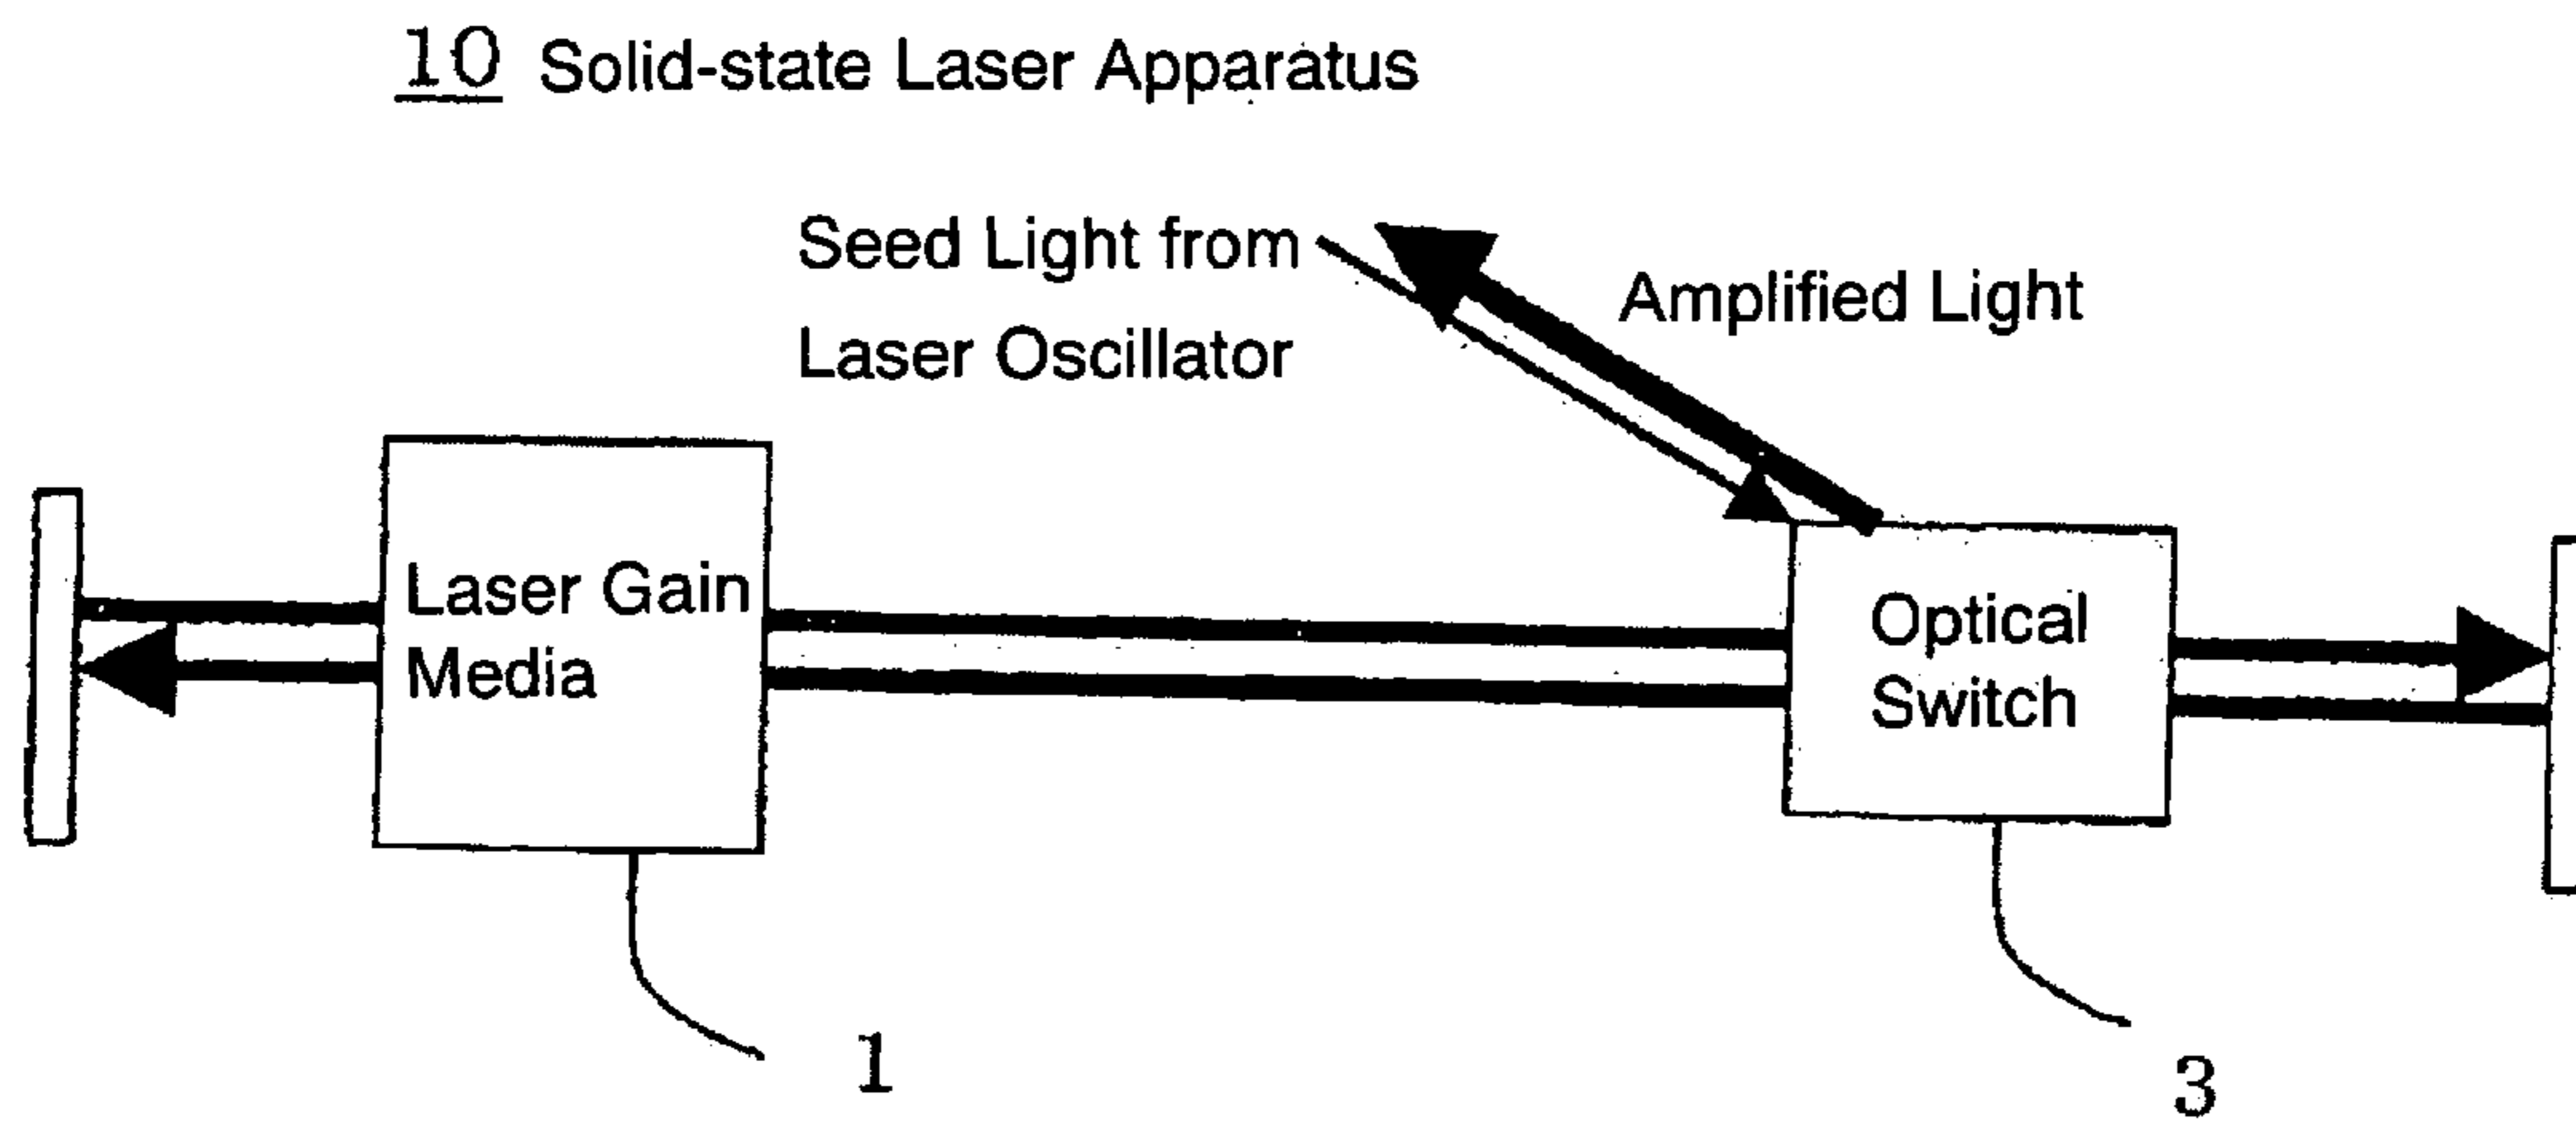 10 Solid-state Laser Apparatus
Seed Light from
Laser Oscillator
Amplified Light
Laser Gain
Media
Optical
Switch
1
3